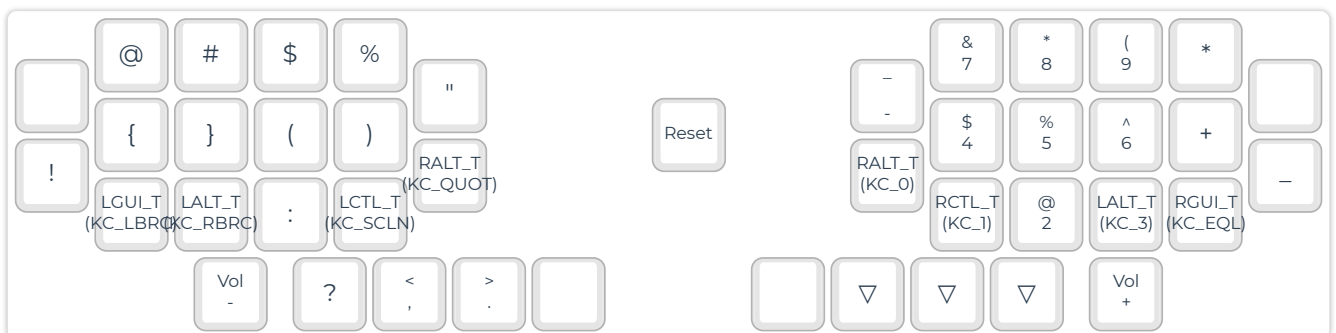 @ # $ %
& * ( *
7 8 9
" _
-
{ } ( )
Reset
$ % ^ +
4 5 6
!
RALT_T
(KC_QUOT)
RALT_T
(KC_0)
_
LGUI_T LALT_T : LCTL_T
(KC_LBRC) (KC_RBRC) (KC_SCLN)
RCTL_T @ LALT_T RGUI_T
(KC_1) 2 (KC_3) (KC_EQL)
Vol ? < >
- , .
▽ ▽ ▽ Vol
+